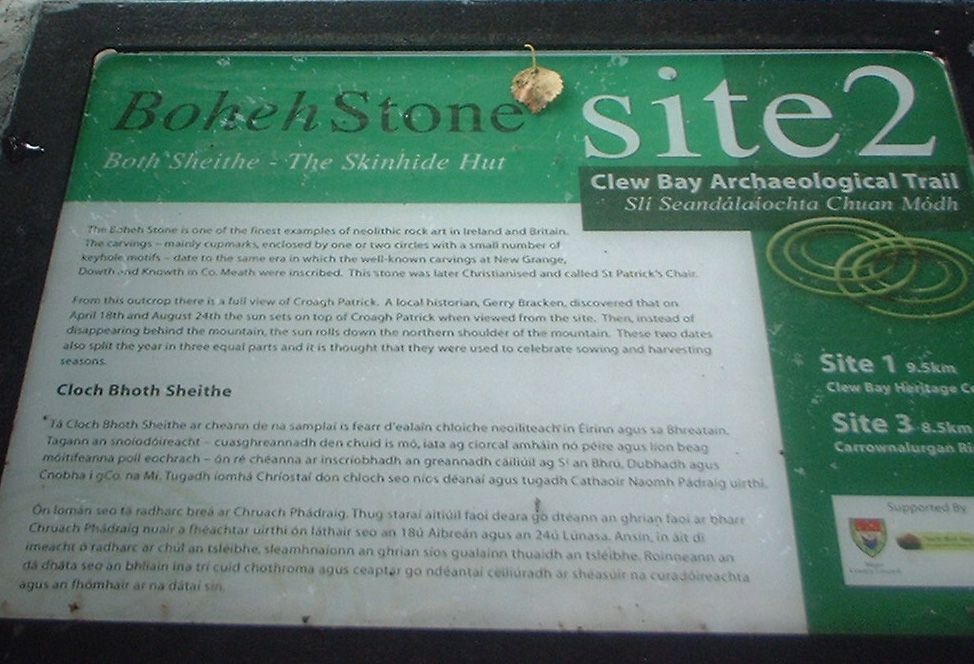 Boheh Stone
Both Sheithe - The Skinhide Hut
site2
Clew Bay Archaeological Trail
Slí Seandálaíochta Chuan Módh
The Boheh Stone is one of the finest examples of neolithic rock art in Ireland and Britain.
The carvings – mainly cupmarks, enclosed by one or two circles with a small number of
keyhole motifs – date to the same era in which the well-known carvings at New Grange,
Dowth and Knowth in Co. Meath were inscribed. This stone was later Christianised and called St Patrick's Chair.
From this outcrop there is a full view of Croagh Patrick. A local historian, Gerry Bracken, discovered that on
April 18th and August 24th the sun sets on top of Croagh Patrick when viewed from the site. Then, instead of
disappearing behind the mountain, the sun rolls down the northern shoulder of the mountain. These two dates
also split the year in three equal parts and it is thought that they were used to celebrate sowing and harvesting
seasons.
Cloch Bhoth Sheithe
Tá Cloch Bhoth Sheithe ar cheann de na samplaí is fearr d'ealaín chloiche neoiliteach in Éirinn agus sa Bhreatain.
Tagann an snoíodóireacht – cuasghreannadh den chuid is mó, iata ag ciorcal amháin nó péire agus líon beag
móitífeanna poill eochrach – ón ré chéanna ar inscríobhadh an greannadh cáiliúil ag Sí an Bhrú, Dubhadh agus
Cnobha i gCo. na Mí. Tugadh íomhá Chríostaí don chloch seo níos déanaí agus tugadh Cathaoir Naomh Pádraig uirthi.
Ón lomán seo tá radharc breá ar Chruach Phádraig. Thug staraí áitiúil faoi deara go dtéann an ghrian faoi ar bharr
Chruach Phádraig nuair a fhéachtar uirthi ón láthair seo an 18ú Aibreán agus an 24ú Lúnasa. Ansin, in áit dí
imeacht ó radharc ar chúl an tsléibhe, sleamhnaíonn an ghrian síos gualainn thuaidh an tsléibhe. Roinneann an
dá dháta seo an bhliain ina trí cuid chothroma agus ceaptar go ndéantaí ceiliúradh ar shéasúir na curadóireachta
agus an fhómhair ar na dátaí sin.
Site 1 9.5km
Clew Bay Heritage
Site 3 8.5km
Carrownalurgan
Supported By
Mayo
County Council